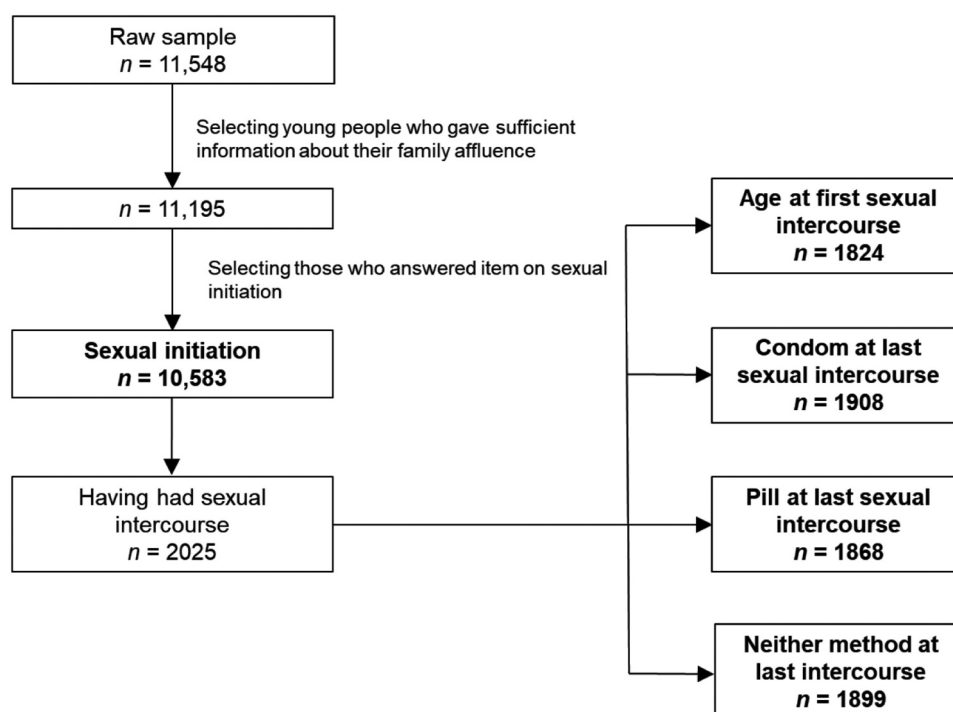 Raw sample
n = 11,548
Selecting young people who gave sufficient
information about their family affluence
n = 11,195
Selecting those who answered item on sexual
initiation
Sexual initiation
n = 10,583
Having had sexual
intercourse
n = 2025
Age at first sexual
intercourse
n = 1824
Condom at last
sexual intercourse
n = 1908
Pill at last sexual
intercourse
n = 1868
Neither method at
last intercourse
n = 1899